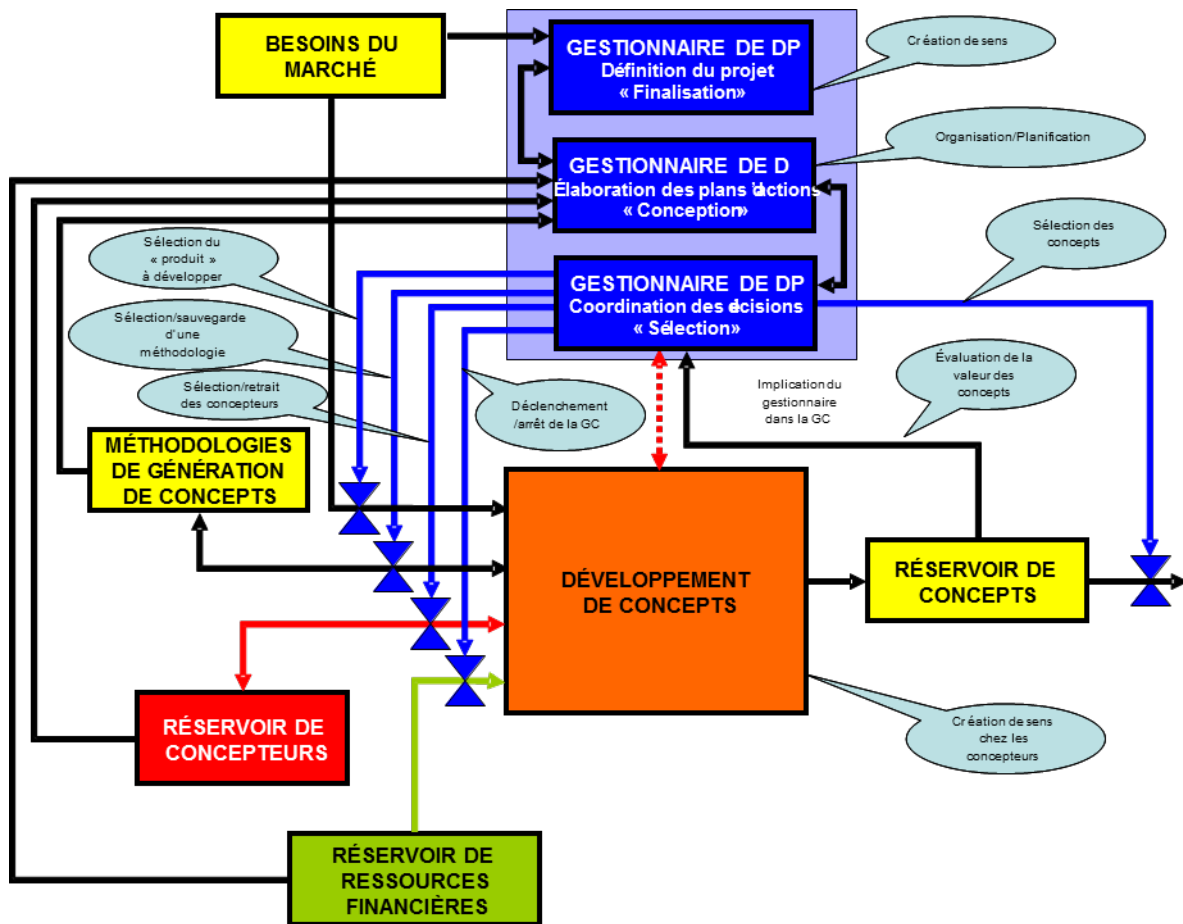 BESOINS DU
MARCHÉ
GESTIONNAIRE DE DP
Définition du projet
« Finalisation»
Création de sens
GESTIONNAIRE DE D
Élaboration des plans d'actions
« Conception»
Organisation/Planification
Sélection du
« produit »
à développer
GESTIONNAIRE DE DP
Coordination des décisions
« Sélection»
Sélection des
concepts
Sélection/sauvegarde
d'une
méthodologie
Sélection/retrait
des concepteurs
Déclenchement
/arrêt de la GC
Implication du
gestionnaire
dans la GC
Évaluation de la
valeur des
concepts
MÉTHODOLOGIES
DE GÉNÉRATION
DE CONCEPTS
DÉVELOPPEMENT
DE CONCEPTS
RÉSERVOIR DE
CONCEPTS
RÉSERVOIR DE
CONCEPTEURS
Création de sens
chez les
concepteurs
RÉSERVOIR DE
RESSOURCES
FINANCIÈRES